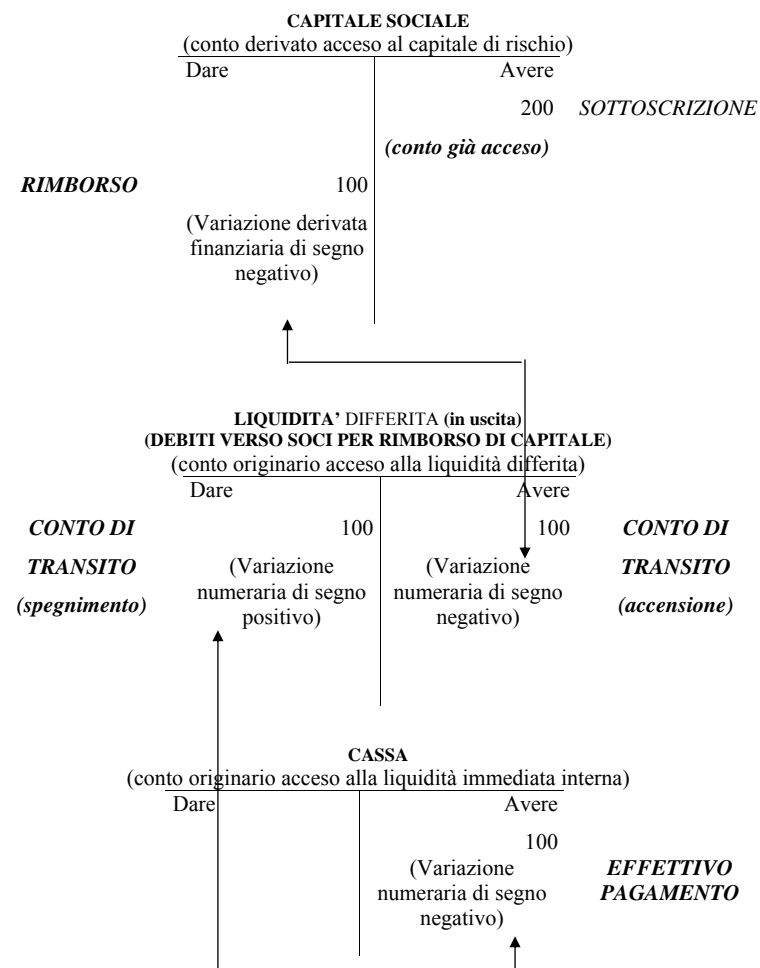 CAPITALE SOCIALE
(conto derivato acceso al capitale di rischio)
Dare Avere
200 SOTTOSCRIZIONE
(conto già acceso)
RIMBORSO 100
(Variazione derivata
finanziaria di segno
negativo)
LIQUIDITA' DIFFERITA (in uscita)
(DEBITI VERSO SOCI PER RIMBORSO DI CAPITALE)
(conto originario acceso alla liquidità differita)
Dare Avere
CONTO DI 100 100 CONTO DI
TRANSITO (Variazione (Variazione TRANSITO
numeraria di segno numeraria di segno
(spegnimento) positivo) negativo) (accensione)
CASSA
(conto originario acceso alla liquidità immediata interna)
Dare Avere
100
(Variazione EFFETTIVO
numeraria di segno PAGAMENTO
negativo)